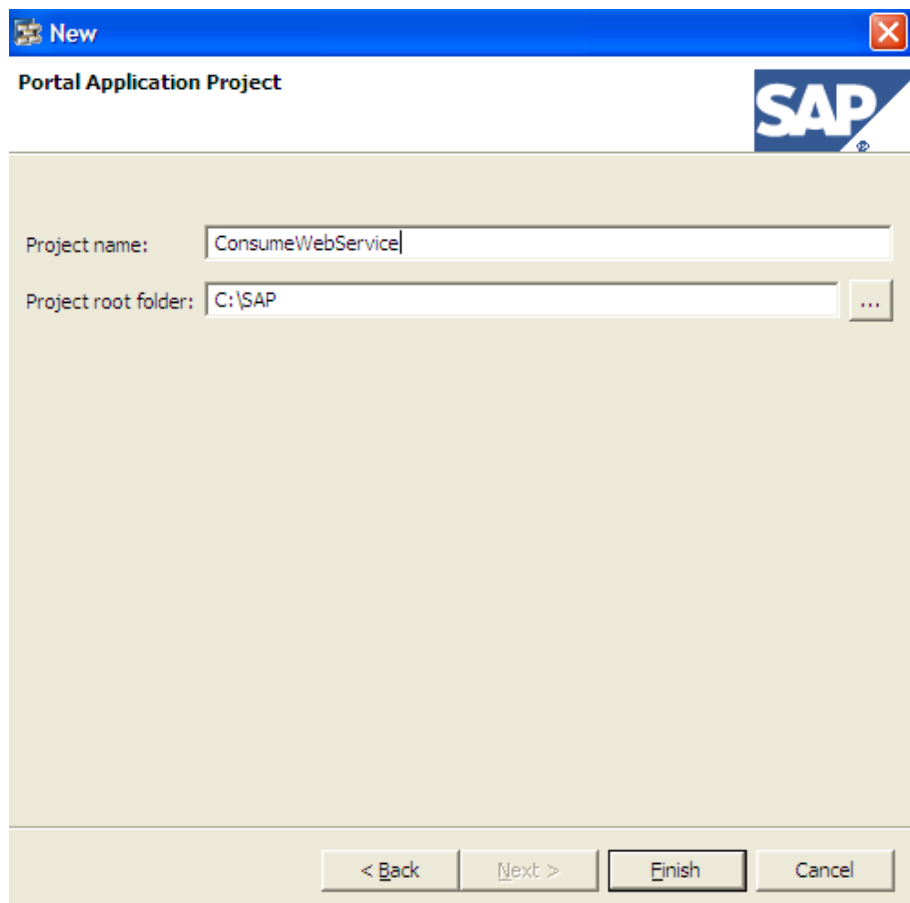 New
Portal Application Project
SAP
®
Project name: ConsumeWebService
Project root folder: C:\SAP ...
< Back Next > Finish Cancel